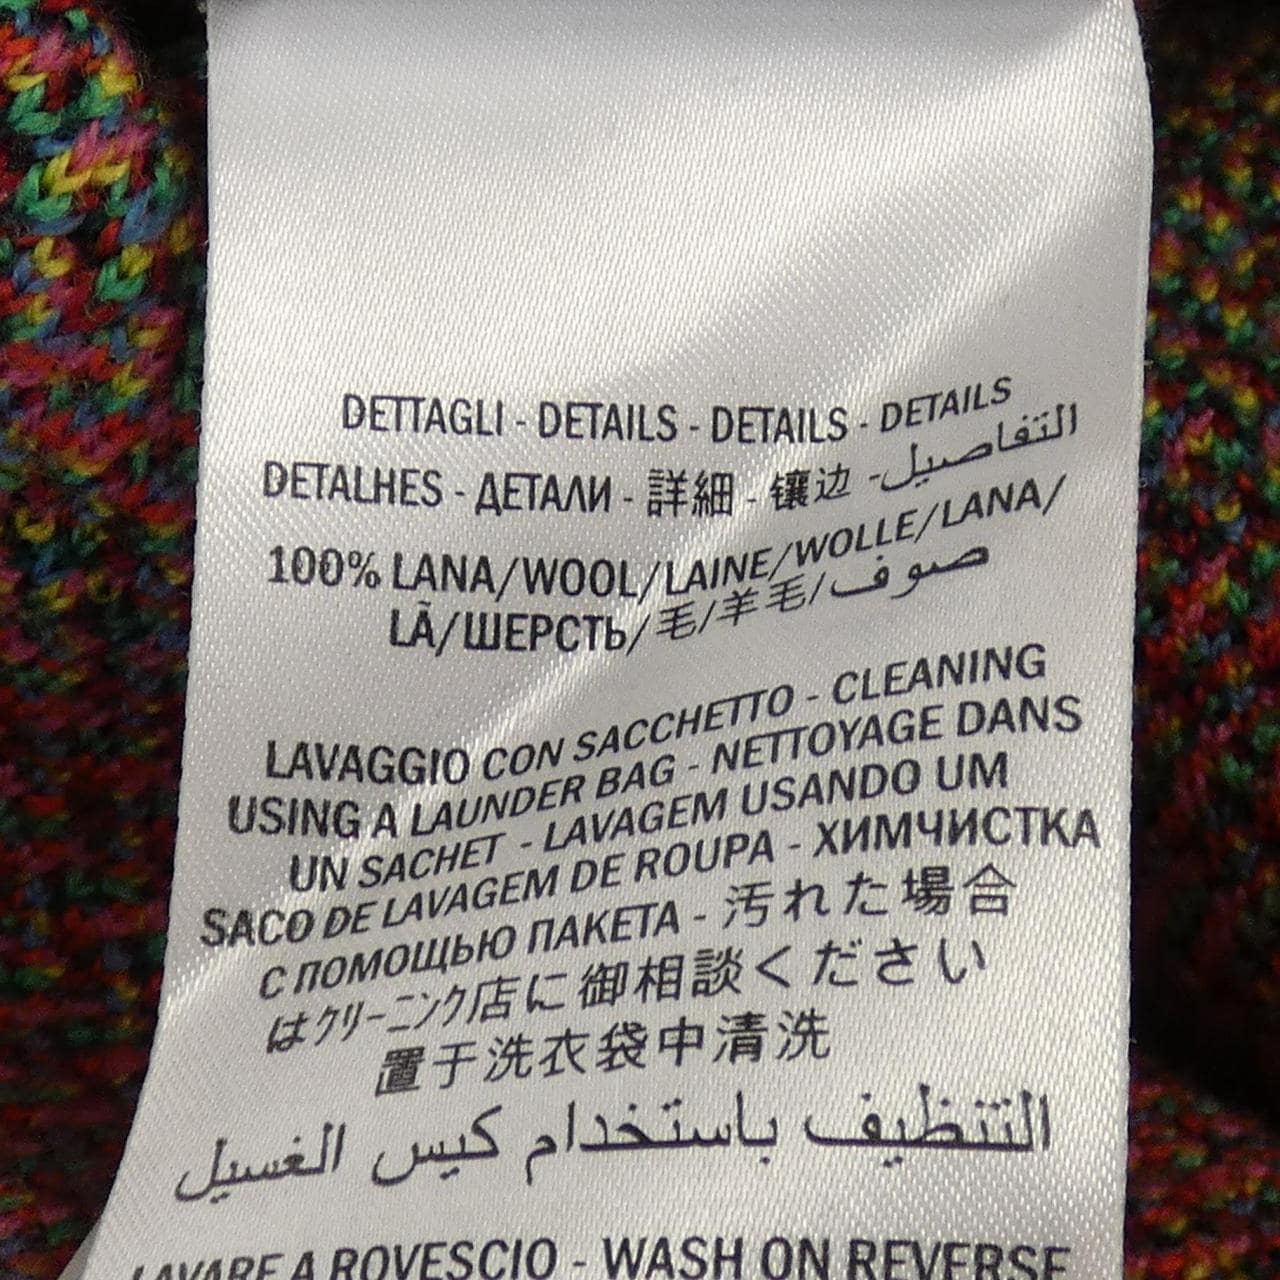 DETTAGLI - DETAILS - DETAILS - DETAILS
DETALHES - ДЕТАЛИ - 詳細 - 镶边 - التفاصيل
100% LANA/WOOL/LAINE/WOLLE/LANA/
LÃ/ШЕРСТЬ/毛/羊毛/صوف
LAVAGGIO CON SACCHETTO - CLEANING
USING A LAUNDER BAG - NETTOYAGE DANS
UN SACHET - LAVAGEM USANDO UM
SACO DE LAVAGEM DE ROUPA - ХИМЧИСТКА
С ПОМОЩЬЮ ПАКЕТА - 汚れた場合
はクリーニング店に御相談ください
置于洗衣袋中清洗
التنظيف باستخدام كيس الغسيل
LAVARE A ROVESCIO - WASH ON REVERSE